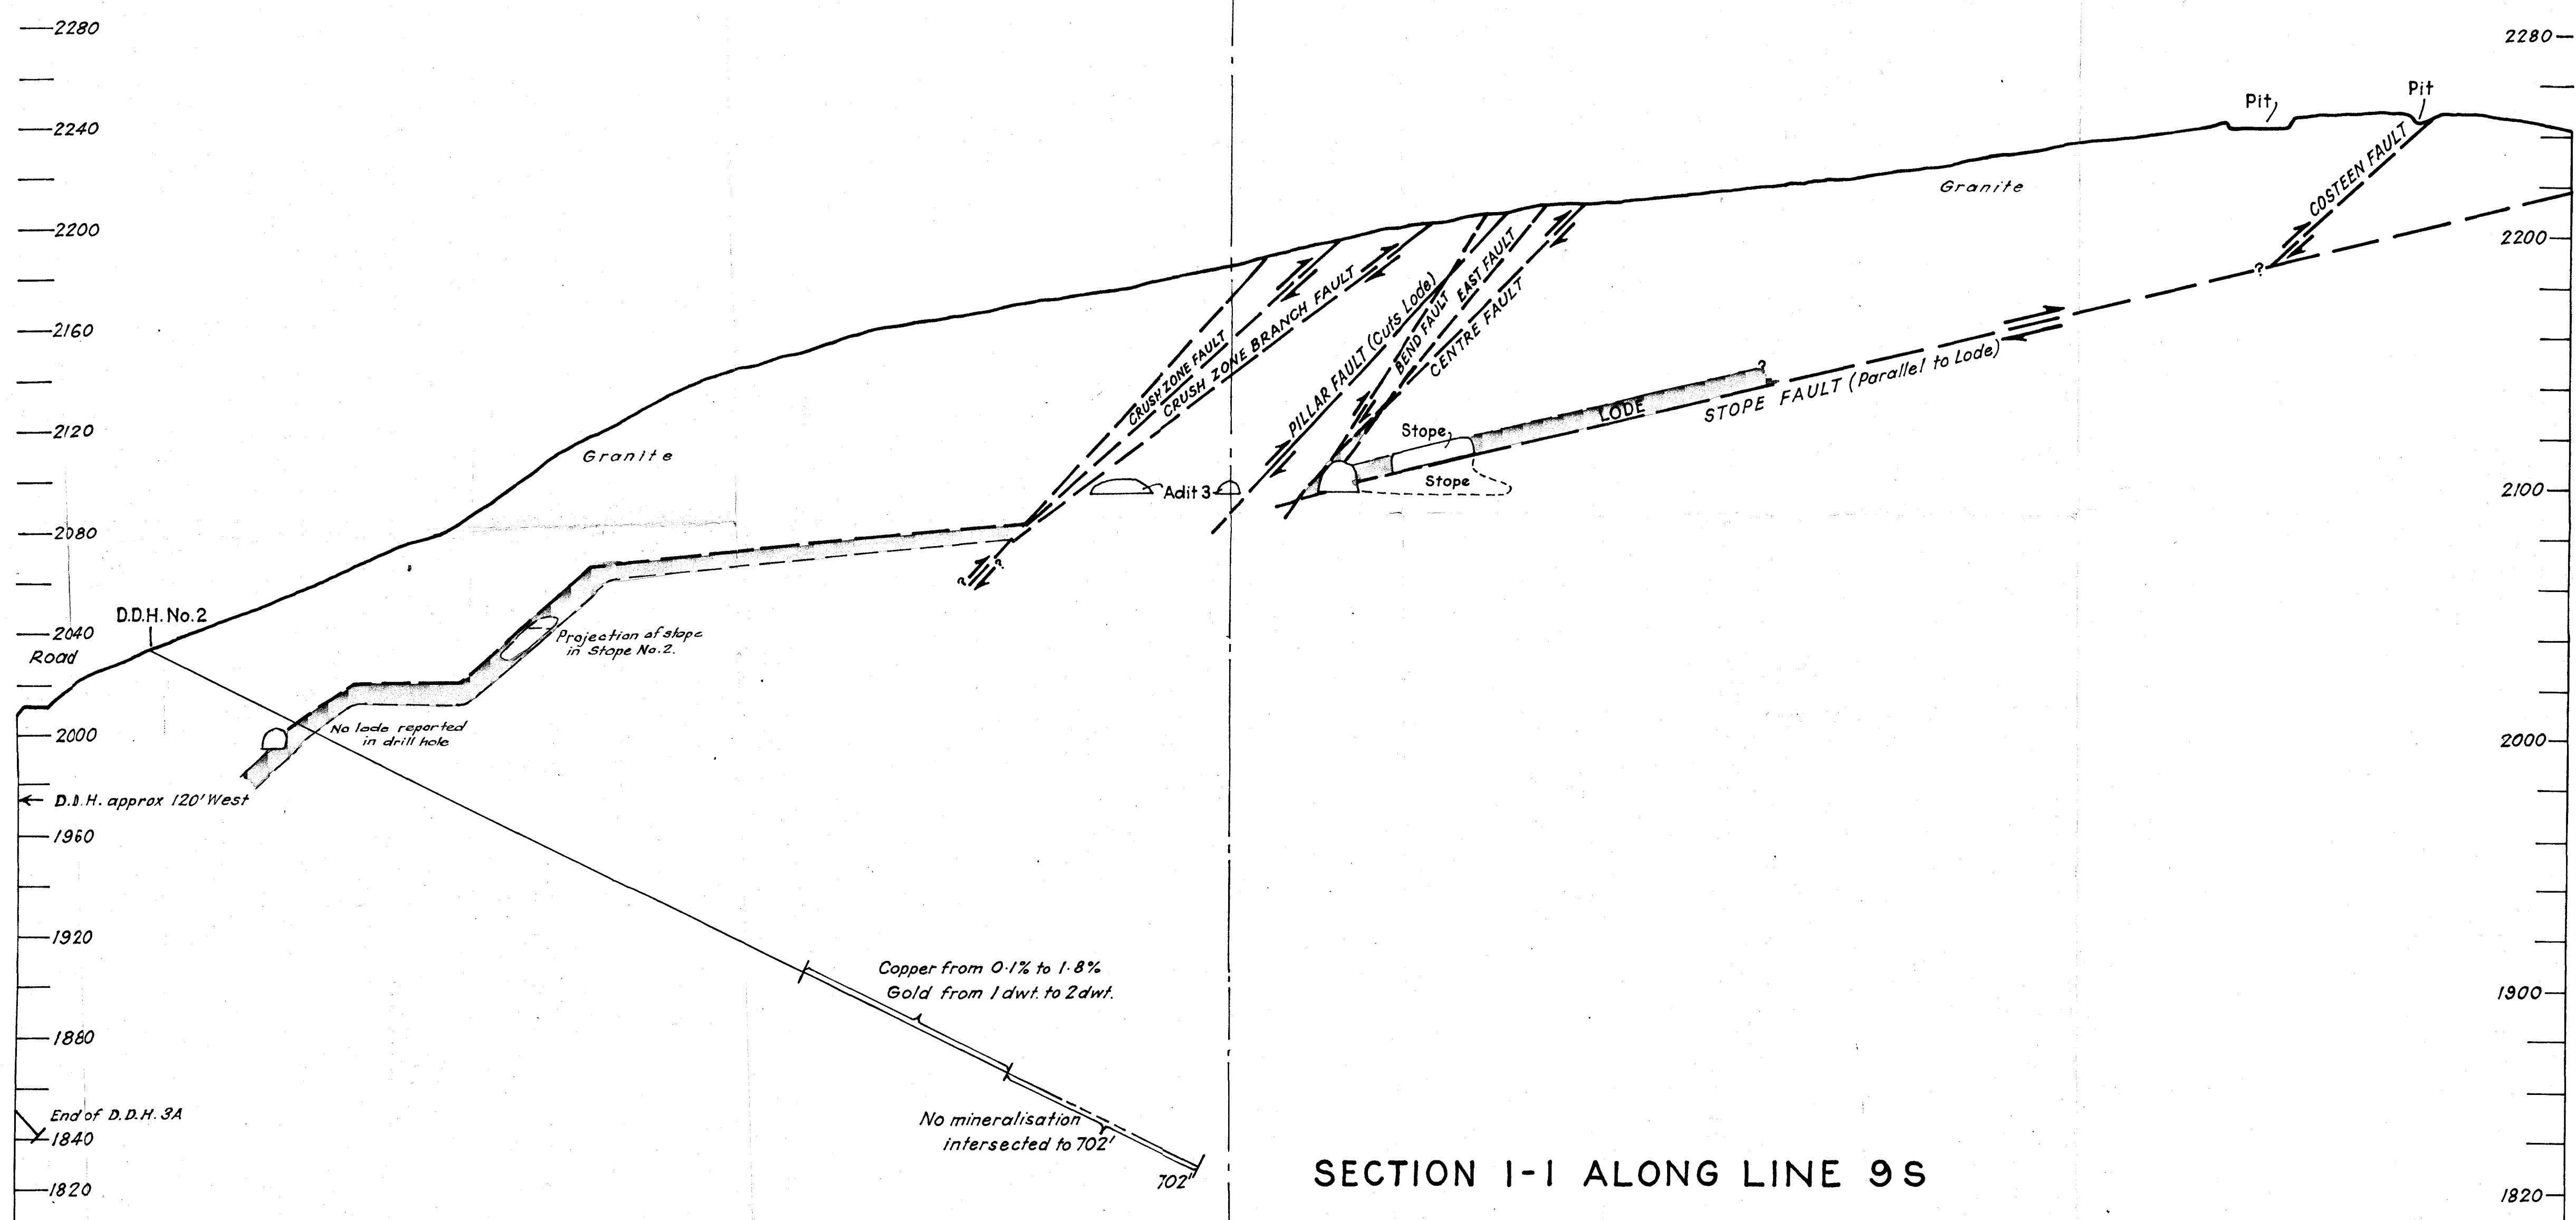 2280
2280
Pit
Pit
2240
COSTEEN FAULT
Granite
2200
2200
?
CRUSH ZONE FAULT
CRUSH ZONE BRANCH FAULT
PILLAR FAULT (Cuts Lode)
BEND FAULT
EAST FAULT
CENTRE FAULT
2160
?
LODE
STOPE FAULT (Parallel to Lode)
2120
Stope
Granite
Stope
Adit 3
2100
2080
? ?
D.D.H. No.2
2040
Road
Projection of stope
in Stope No.2.
No lode reported
in drill hole
2000
2000
D.D.H. approx 120' West
1960
1920
Copper from 0·1% to 1·8%
Gold from 1 dwt. to 2 dwt.
1900
1880
End of D.D.H. 3A
1840
No mineralisation
intersected to 702'
702'
SECTION 1-1 ALONG LINE 9 S
1820
1820